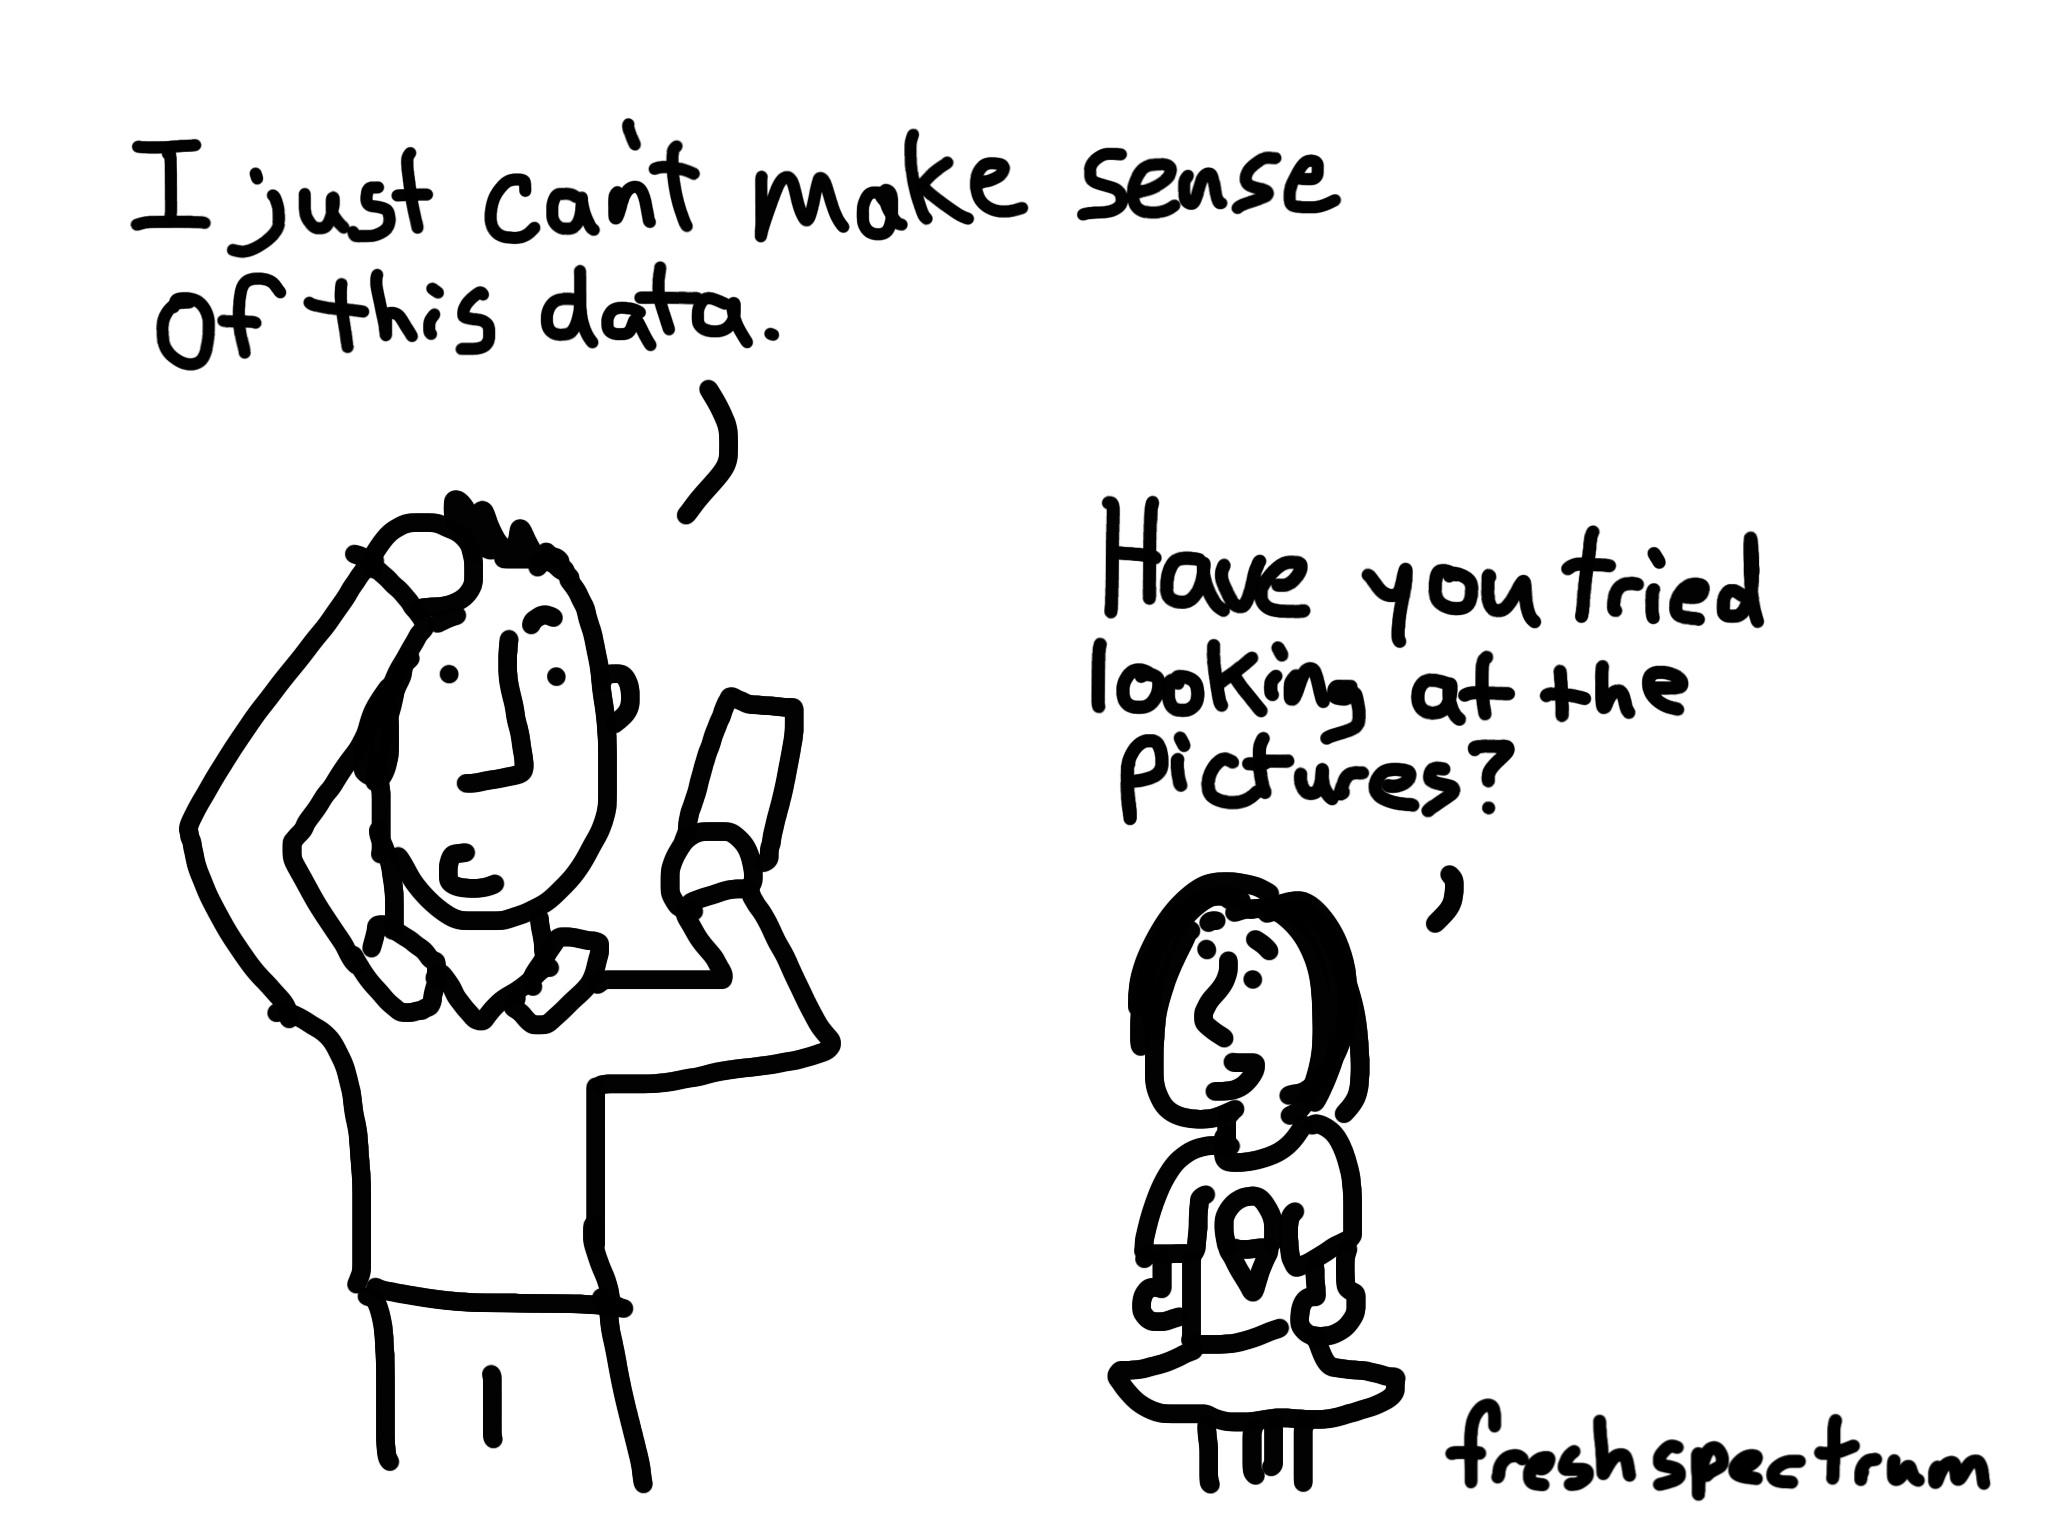 I just can't make sense
of this data.
Have you tried
looking at the
pictures?
freshspectrum